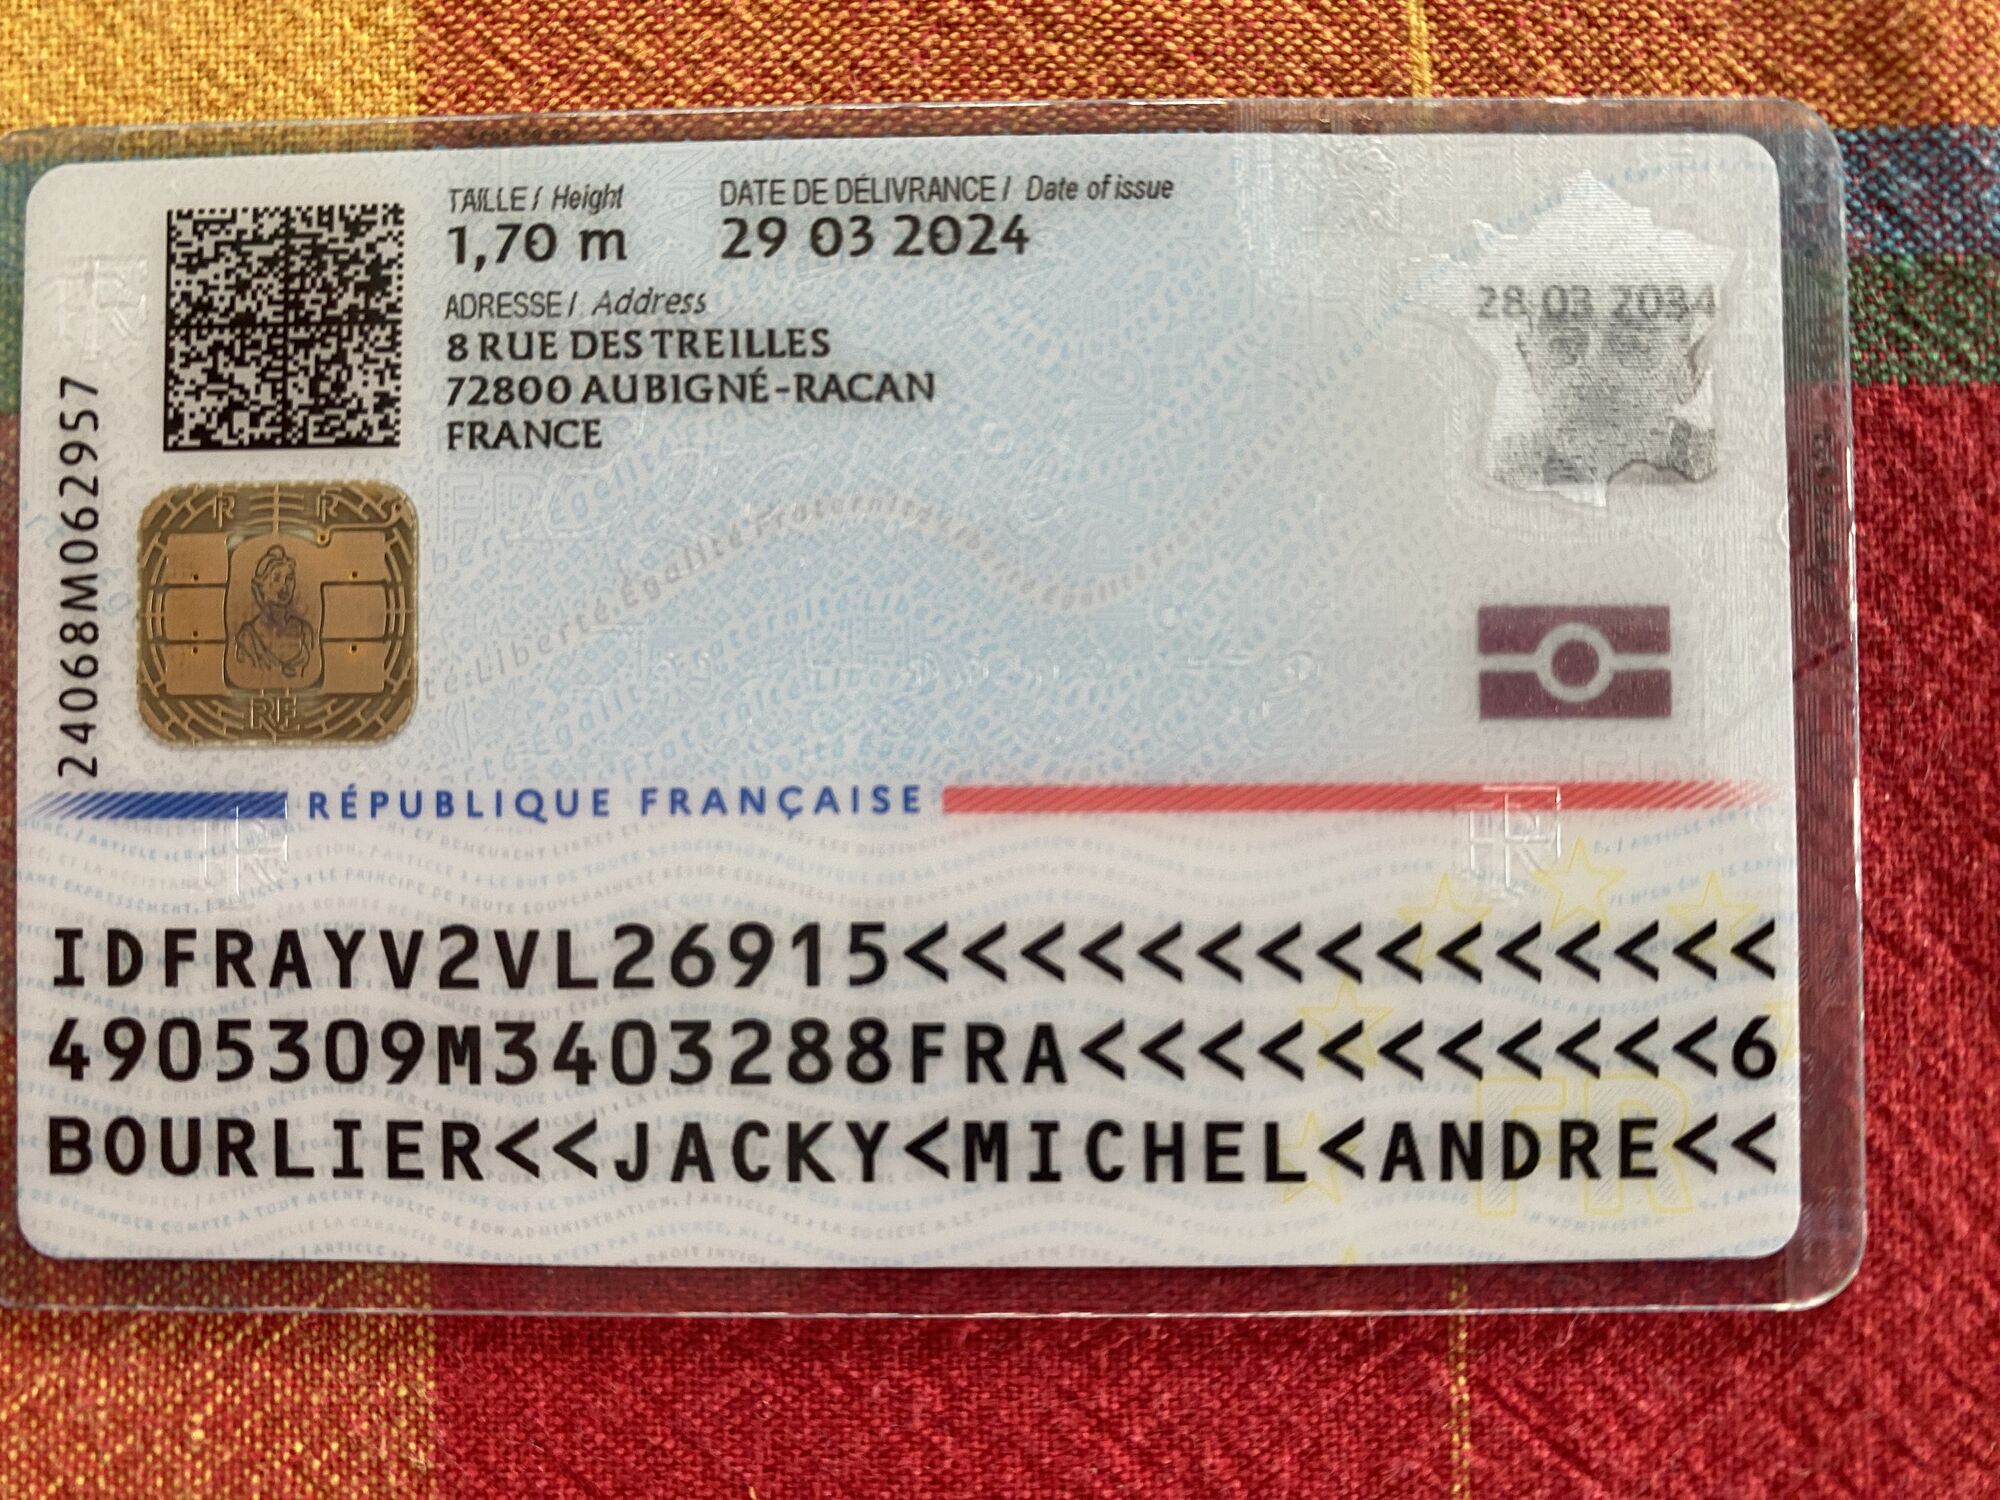 TAILLE / Height
1,70 m
DATE DE DÉLIVRANCE / Date of issue
29 03 2024
ADRESSE / Address
8 RUE DES TREILLES
72800 AUBIGNÉ-RACAN
FRANCE
28 03 2034
24068M062957
RÉPUBLIQUE FRANÇAISE
IDFRAYV2VL26915<<<<<<<<<<<<<<<
4905309M3403288FRA<<<<<<<<<<<6
BOURLIER<<JACKY<MICHEL<ANDRE<<